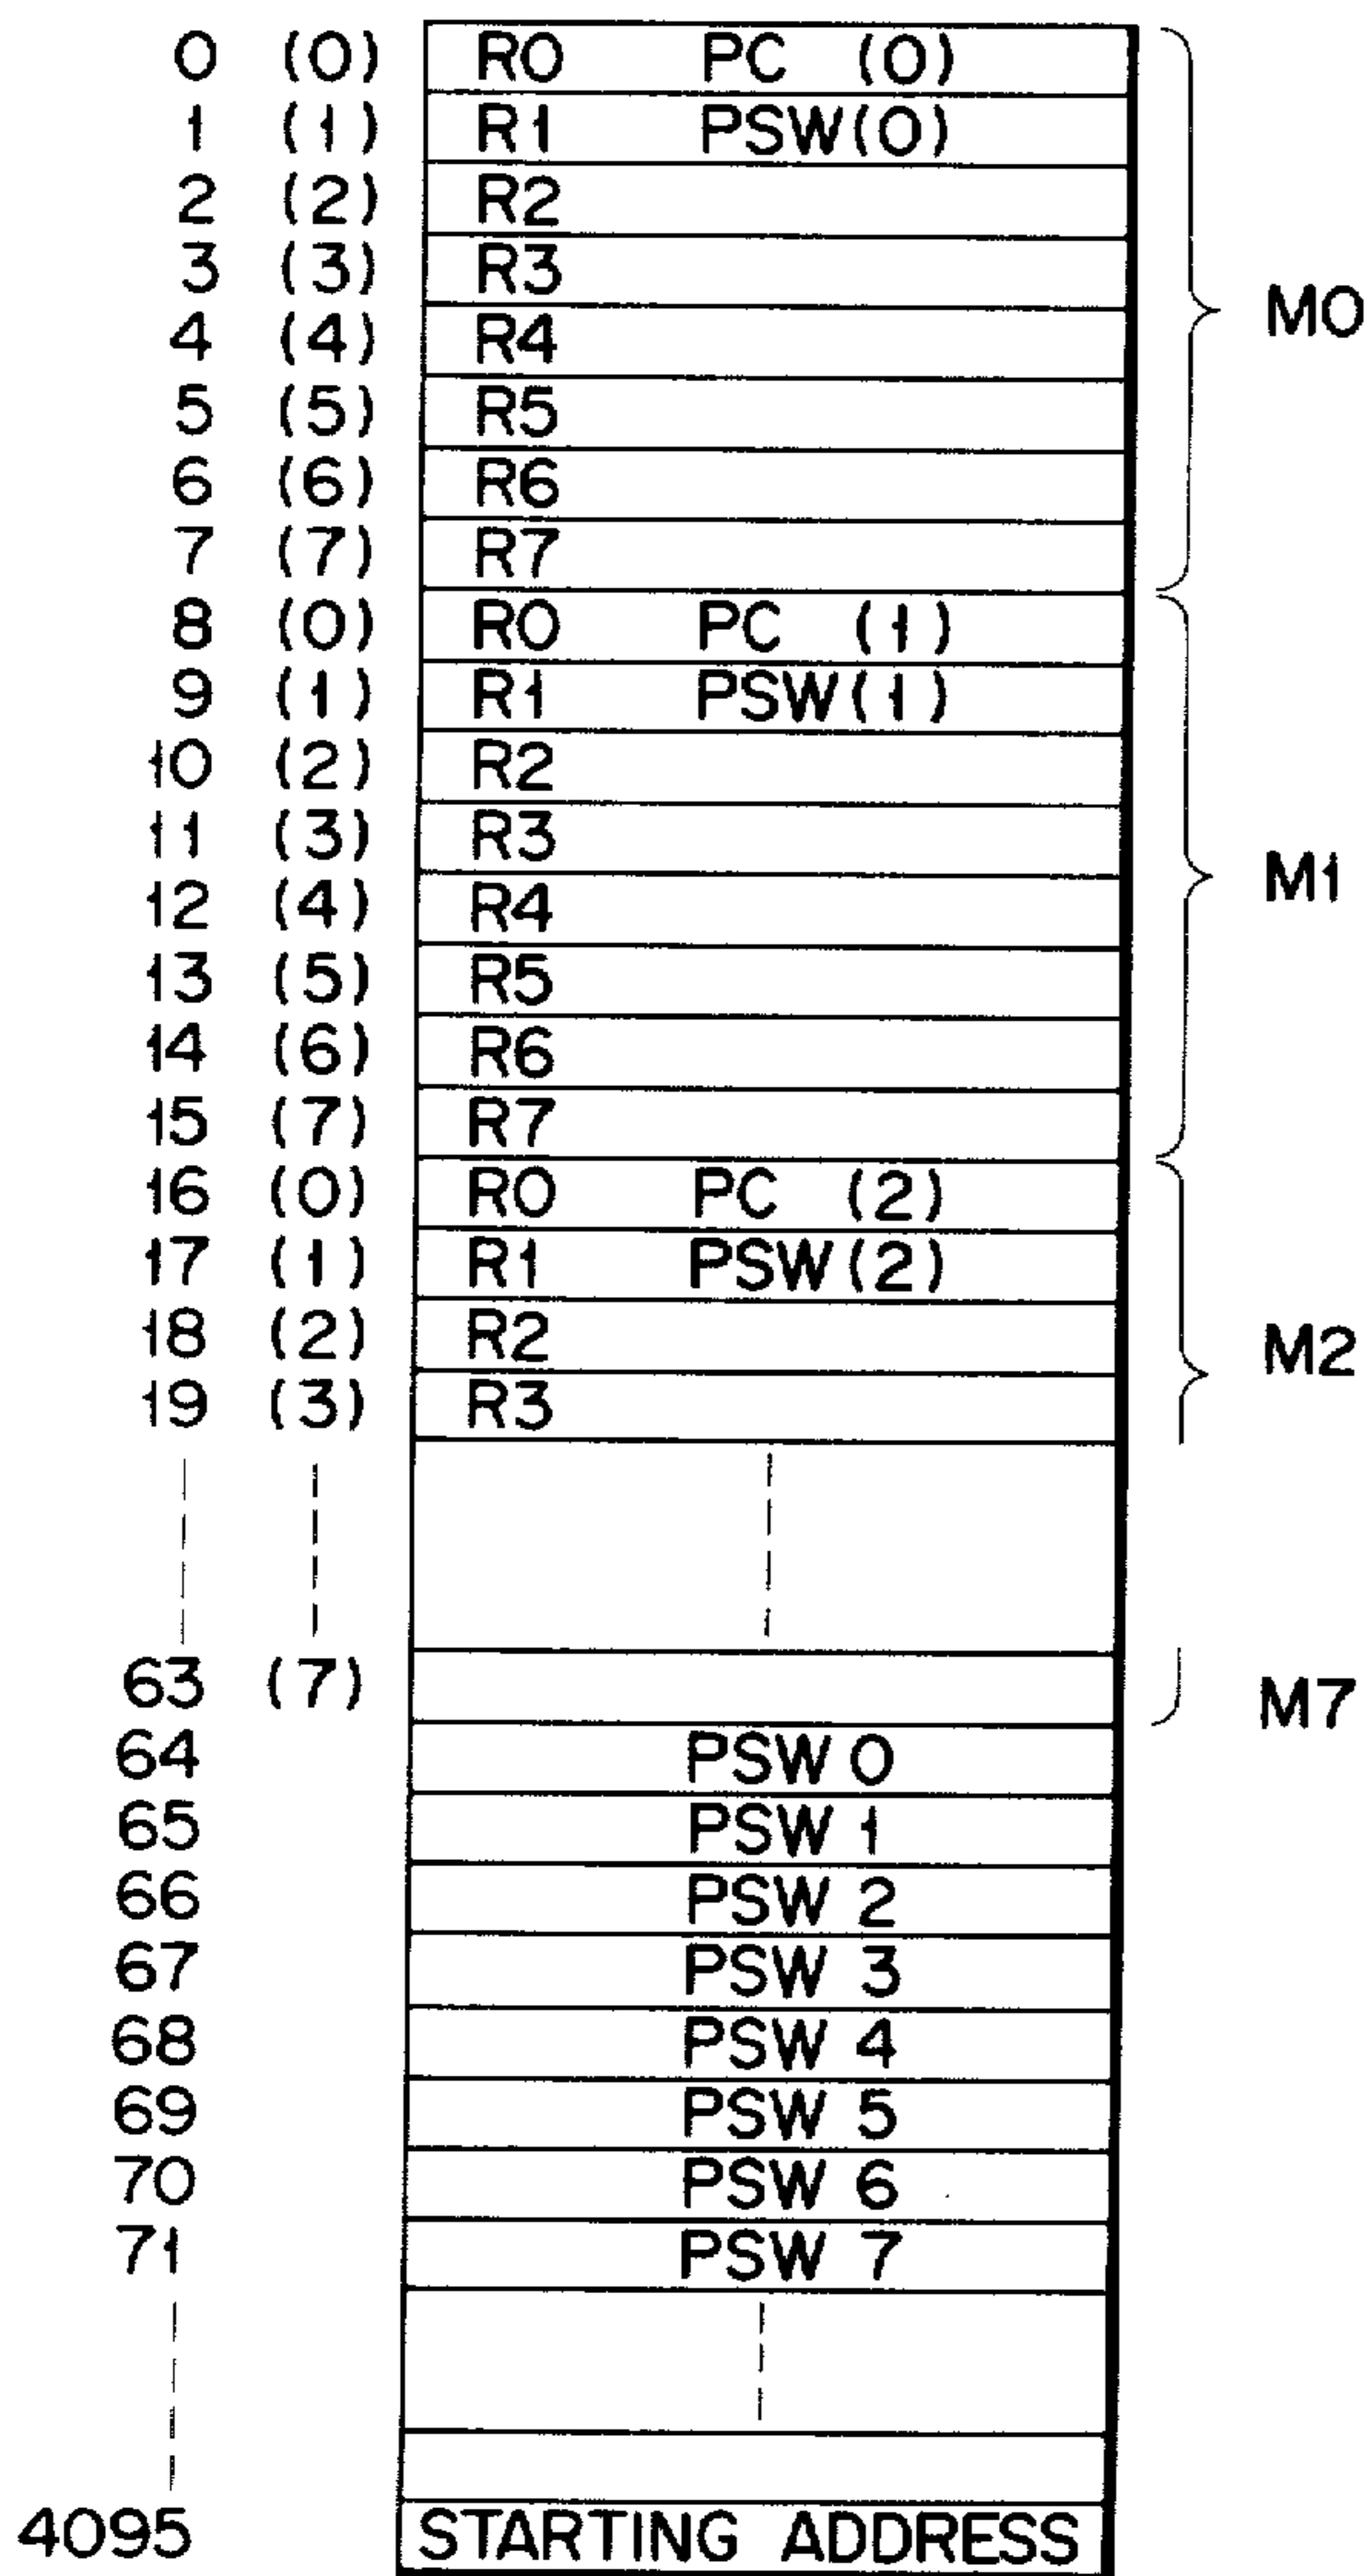 0 (0) R0 PC (0)
1 (1) R1 PSW(0)
2 (2) R2
3 (3) R3
4 (4) R4 M0
5 (5) R5
6 (6) R6
7 (7) R7
8 (0) R0 PC (1)
9 (1) R1 PSW(1)
10 (2) R2
11 (3) R3
12 (4) R4 M1
13 (5) R5
14 (6) R6
15 (7) R7
16 (0) R0 PC (2)
17 (1) R1 PSW(2)
18 (2) R2 M2
19 (3) R3
63 (7) M7
64 PSW 0
65 PSW 1
66 PSW 2
67 PSW 3
68 PSW 4
69 PSW 5
70 PSW 6
71 PSW 7
4095 STARTING ADDRESS